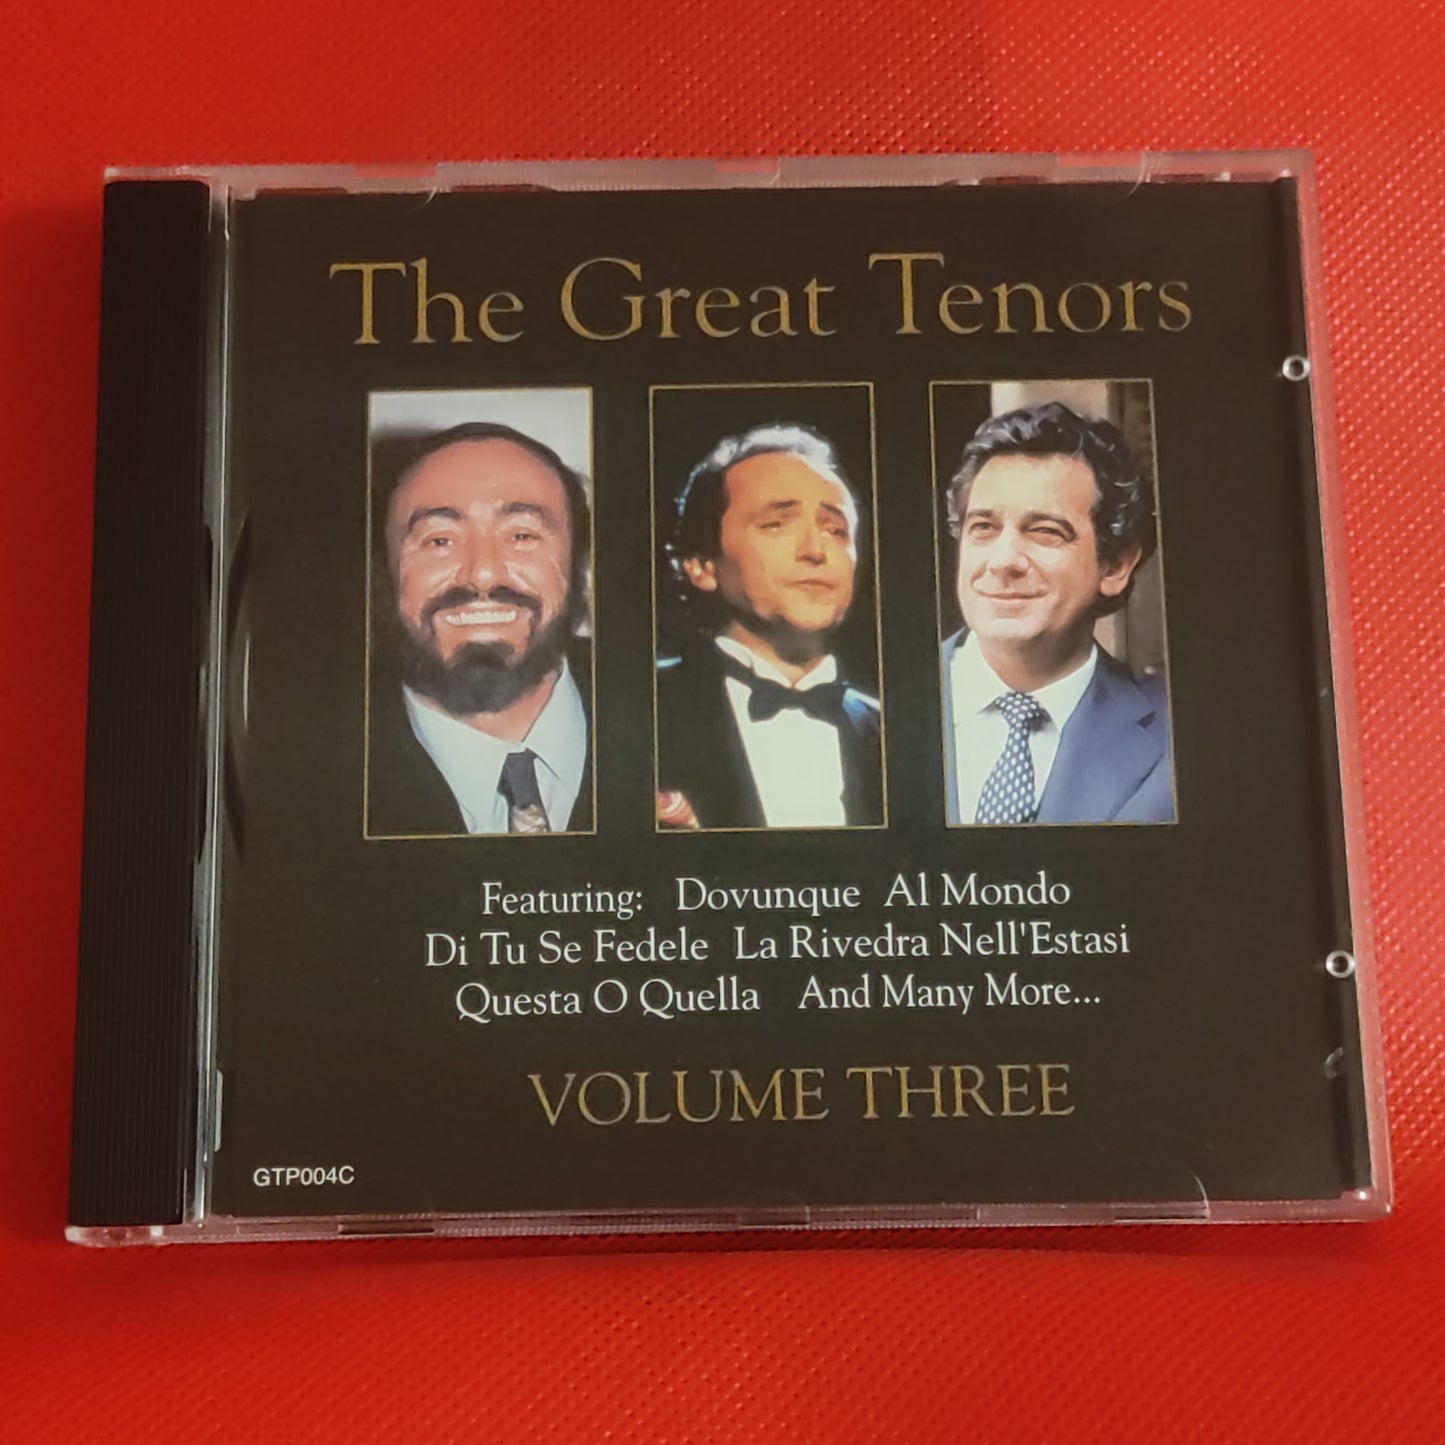 The Great Tenors
Featuring: Dovunque Al Mondo
Di Tu Se Fedele La Rivedra Nell'Estasi
Questa O Quella And Many More...
VOLUME THREE
GTP004C